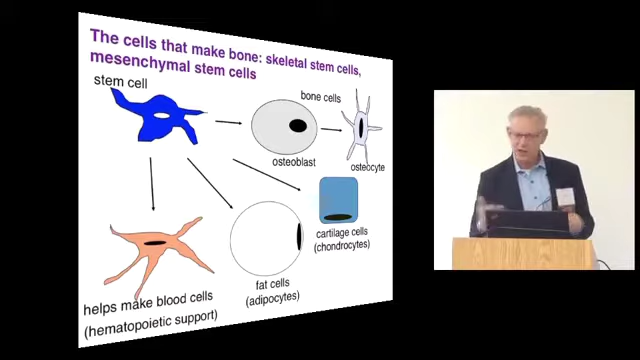 The cells that make bone: skeletal stem cells,
mesenchymal stem cells
stem cell
bone cells
osteoblast
osteocyte
cartilage cells
(chondrocytes)
fat cells
(adipocytes)
helps make blood cells
(hematopoietic support)